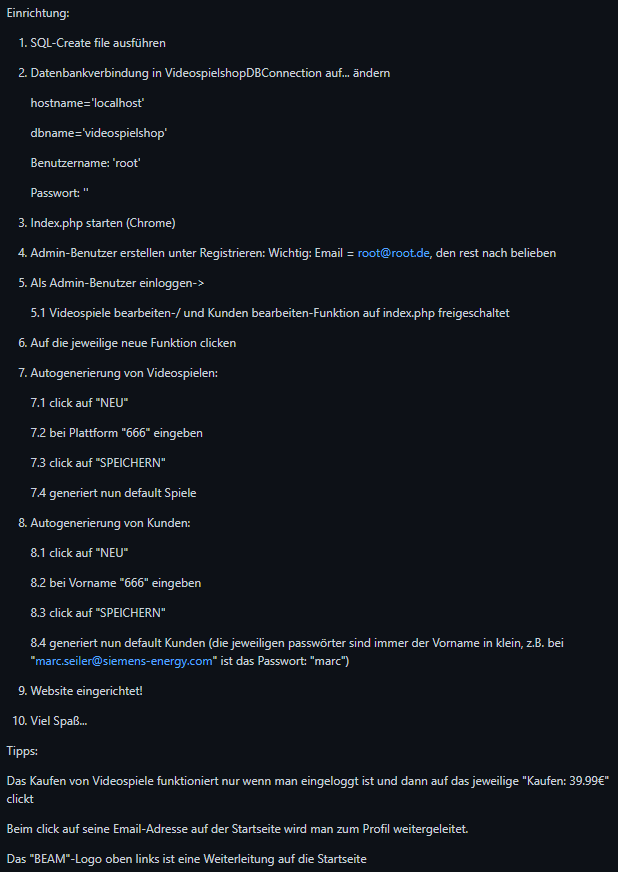 Einrichtung:
1. SQL-Create file ausführen
2. Datenbankverbindung in VideospielshopDBConnection auf... ändern
hostname='localhost'
dbname='videospielshop'
Benutzername: 'root'
Passwort: ''
3. Index.php starten (Chrome)
4. Admin-Benutzer erstellen unter Registrieren: Wichtig: Email = root@root.de, den rest nach belieben
5. Als Admin-Benutzer einloggen->
5.1 Videospiele bearbeiten-/ und Kunden bearbeiten-Funktion auf index.php freigeschaltet
6. Auf die jeweilige neue Funktion clicken
7. Autogenerierung von Videospielen:
7.1 click auf "NEU"
7.2 bei Plattform "666" eingeben
7.3 click auf "SPEICHERN"
7.4 generiert nun default Spiele
8. Autogenerierung von Kunden:
8.1 click auf "NEU"
8.2 bei Vorname "666" eingeben
8.3 click auf "SPEICHERN"
8.4 generiert nun default Kunden (die jeweiligen passwörter sind immer der Vorname in klein, z.B. bei
"marc.seiler@siemens-energy.com" ist das Passwort: "marc")
9. Website eingerichtet!
10. Viel Spaß...
Tipps:
Das Kaufen von Videospiele funktioniert nur wenn man eingeloggt ist und dann auf das jeweilige "Kaufen: 39.99€"
clickt
Beim click auf seine Email-Adresse auf der Startseite wird man zum Profil weitergeleitet.
Das "BEAM"-Logo oben links ist eine Weiterleitung auf die Startseite